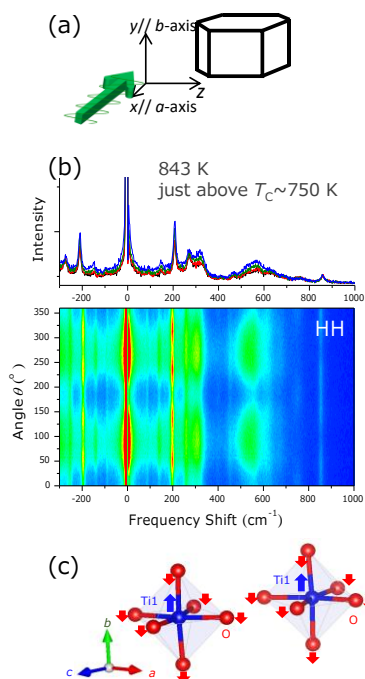 (a)
y// b-axis
z
x// a-axis
(b)
843 K
just above TC~750 K
Intensity
-200 0 200 400 600 800 1000
HH
360
300
250
200
150
100
50
0
Angle θ(°)
-200 0 200 400 600 800 1000
Frequency Shift (cm-1)
(c)
Ti1
O
Ti1
O
b
c
a